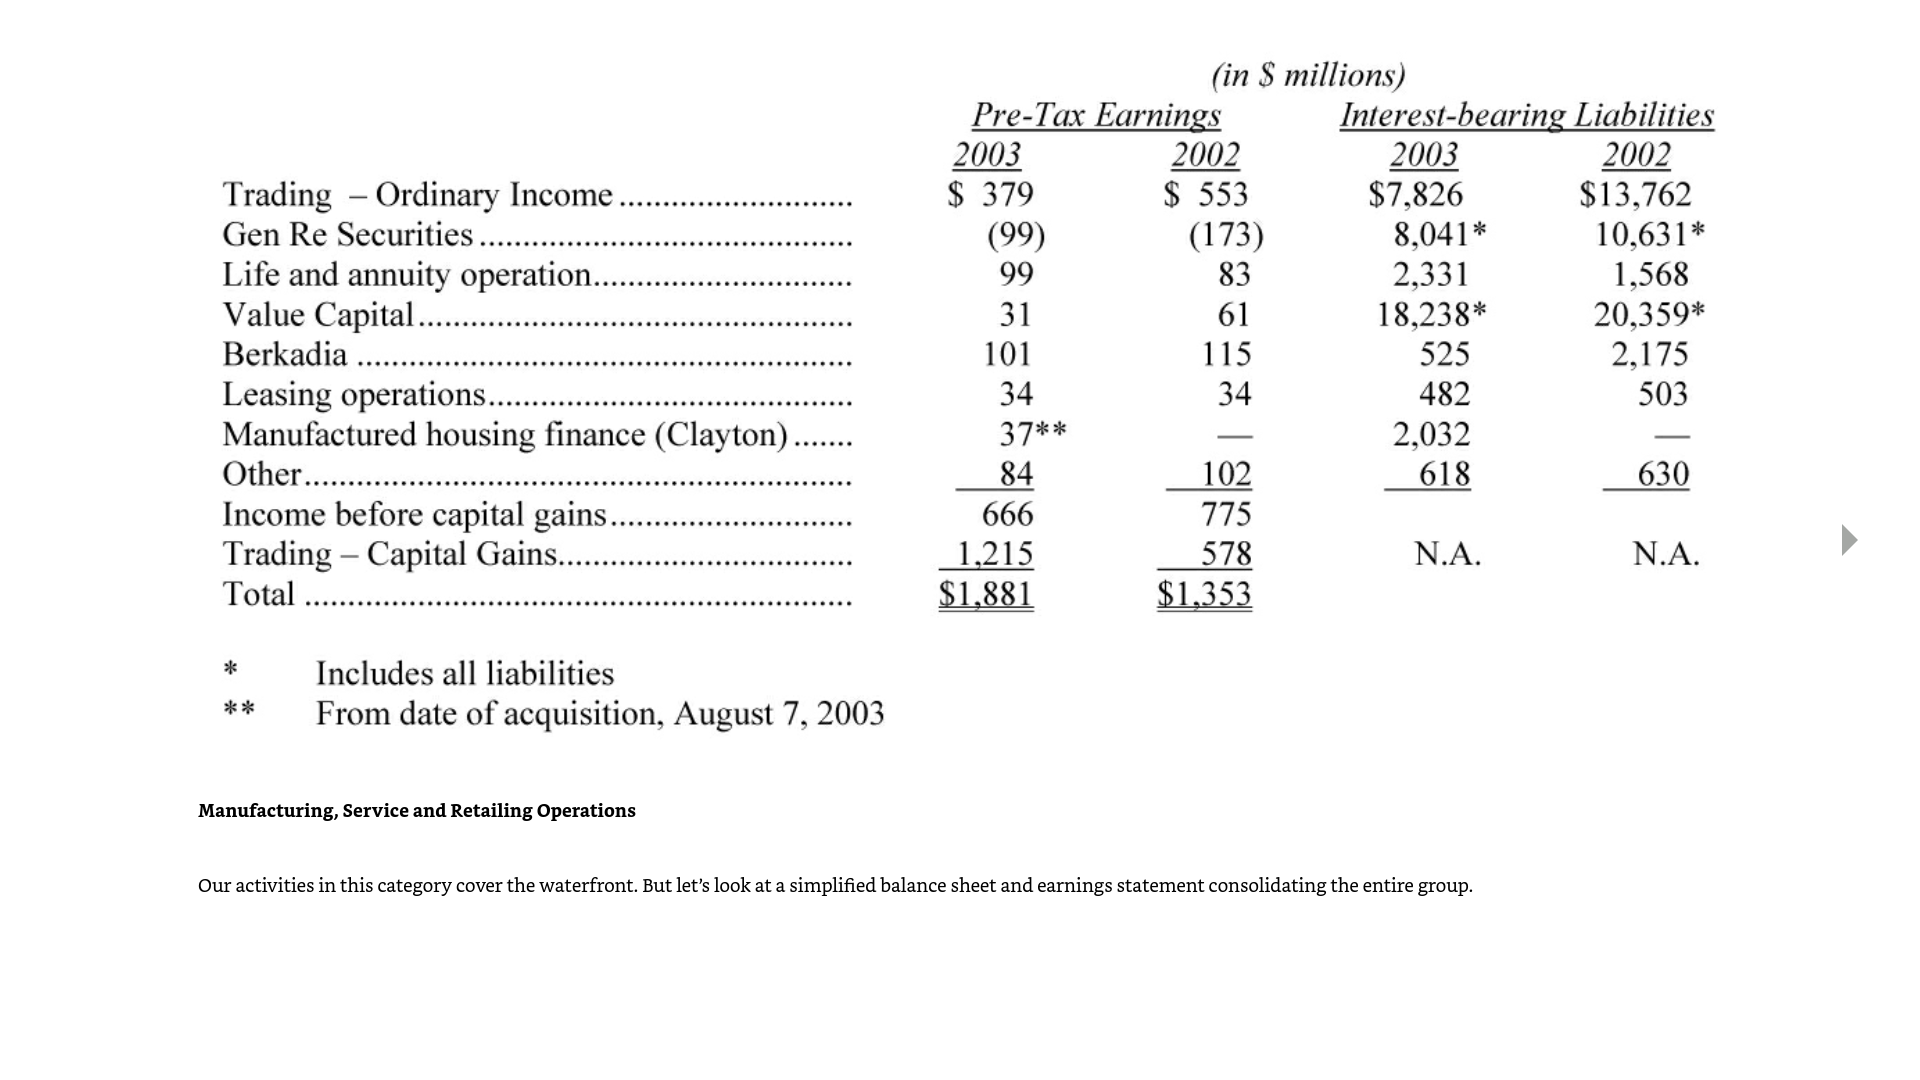 (in $ millions)
Pre-Tax Earnings Interest-bearing Liabilities
2003 2002 2003 2002
Trading – Ordinary Income .......................... $ 379 $ 553 $7,826 $13,762
Gen Re Securities .......................................... (99) (173) 8,041* 10,631*
Life and annuity operation............................. 99 83 2,331 1,568
Value Capital ................................................. 31 61 18,238* 20,359*
Berkadia ........................................................ 101 115 525 2,175
Leasing operations ......................................... 34 34 482 503
Manufactured housing finance (Clayton) ....... 37** — 2,032 —
Other .............................................................. 84 102 618 630
Income before capital gains ........................... 666 775
Trading – Capital Gains ................................. 1,215 578 N.A. N.A.
Total .............................................................. $1,881 $1,353
* Includes all liabilities
** From date of acquisition, August 7, 2003
Manufacturing, Service and Retailing Operations
Our activities in this category cover the waterfront. But let’s look at a simplified balance sheet and earnings statement consolidating the entire group.